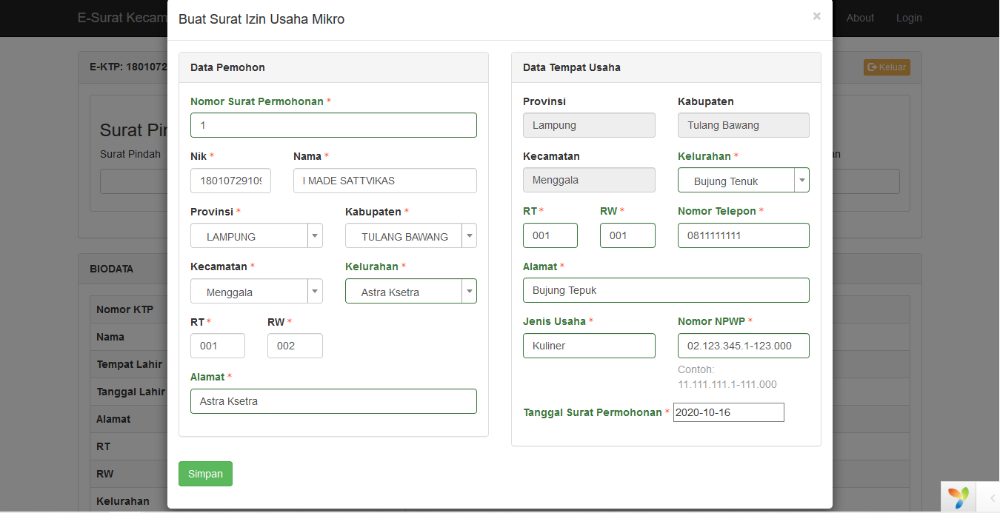 E-Surat Kecam
About
Login
Buat Surat Izin Usaha Mikro
×
E-KTP: 1801072
Keluar
Surat Pin
Surat Pindah
an
Data Pemohon
Nomor Surat Permohonan *
1
Nik *
Nama *
18010729109
I MADE SATTVIKAS
Provinsi *
Kabupaten *
LAMPUNG
TULANG BAWANG
Kecamatan *
Kelurahan *
Menggala
Astra Ksetra
RT *
RW *
001
002
Alamat *
Astra Ksetra
Data Tempat Usaha
Provinsi
Kabupaten
Lampung
Tulang Bawang
Kecamatan
Kelurahan *
Menggala
Bujung Tenuk
RT *
RW *
Nomor Telepon *
001
001
0811111111
Alamat *
Bujung Tepuk
Jenis Usaha *
Nomor NPWP *
Kuliner
02.123.345.1-123.000
Contoh:
11.111.111.1-111.000
Tanggal Surat Permohonan *
2020-10-16
Simpan
BIODATA
Nomor KTP
Nama
Tempat Lahir
Tanggal Lahir
Alamat
RT
RW
Kelurahan